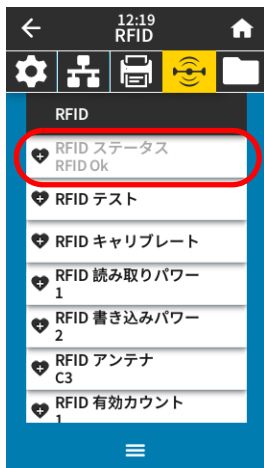 12:19
RFID
RFID
RFID ステータス
RFID Ok
RFID テスト
RFID キャリブレート
RFID 読み取りパワー
1
RFID 書き込みパワー
2
RFID アンテナ
C3
RFID 有効カウント
1